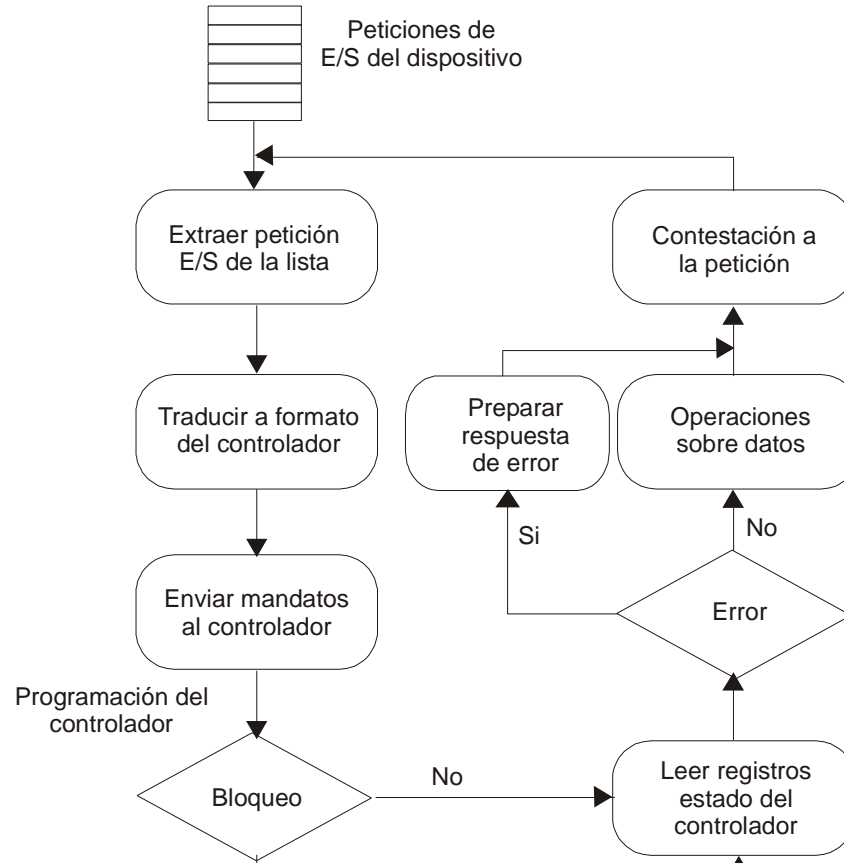 Peticiones de
E/S del dispositivo
Extraer petición
E/S de la lista
Contestación a
la petición
Traducir a formato
del controlador
Preparar
respuesta
de error
Operaciones
sobre datos
Si
No
Enviar mandatos
al controlador
Error
Programación del
controlador
Bloqueo
No
Leer registros
estado del
controlador